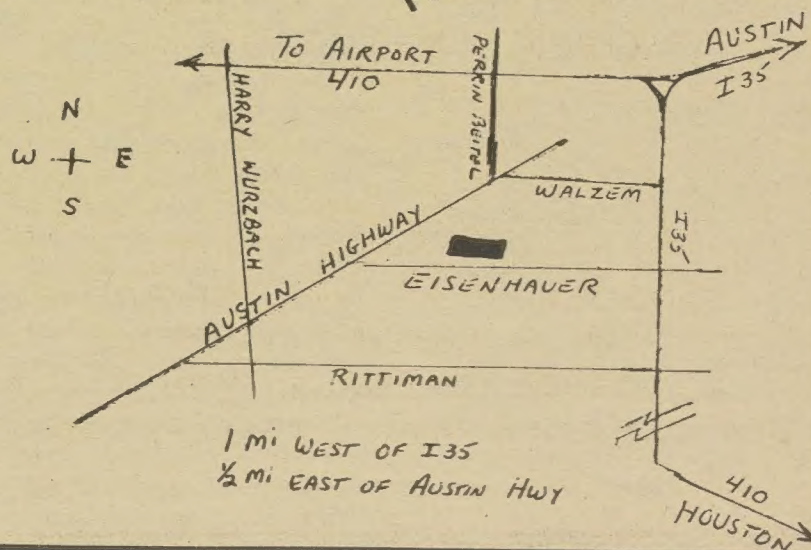 AUSTIN
I35
TO AIRPORT
410
PERRIN BEITEL
HARRY WURZBACH
N
W E
S
WALZEM
I35
AUSTIN HIGHWAY
EISENHAUER
RITTIMAN
1 Mi WEST OF I35
½ Mi EAST OF AUSTIN HWY
410
HOUSTON